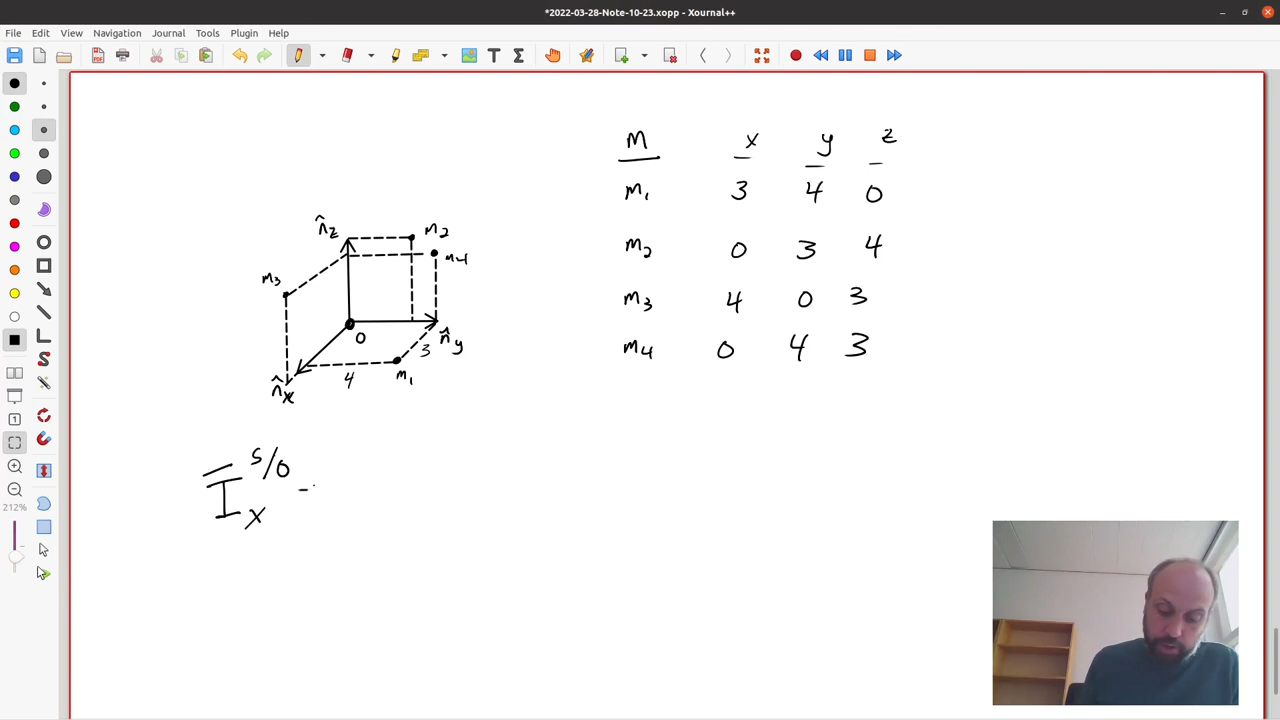 *2022-03-28-Note-10-23.xopp - Xournal++
File Edit View Navigation Journal Tools Plugin Help
212%
M x y z
m₁ 3 4 0
m₂ 0 3 4
m₃ 4 0 3
m₄ 0 4 3
n̂z m₂
m₄
m₃
O
n̂y
3
4 m₁
n̂x
I̿ₓ^{S/O} -